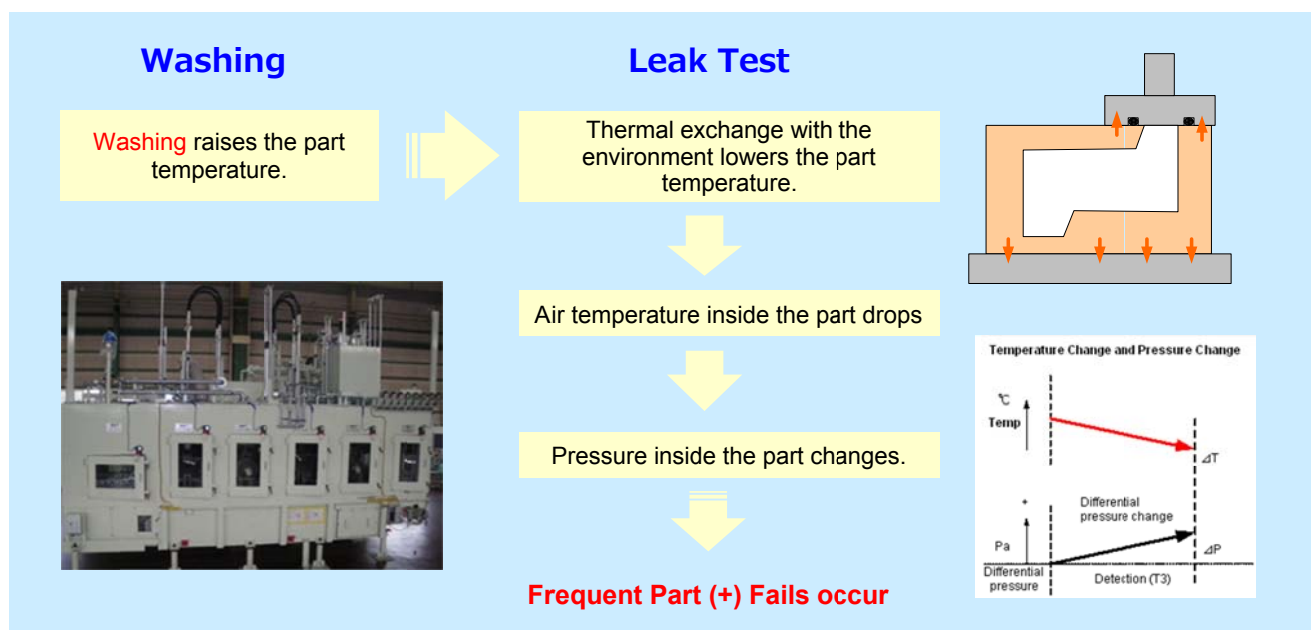 Washing
Leak Test
Washing raises the part
temperature.
Thermal exchange with the
environment lowers the part
temperature.
Air temperature inside the part drops
Pressure inside the part changes.
Frequent Part (+) Fails occur
Temperature Change and Pressure Change
℃
Temp
⊿T
+
Differential
pressure change
Pa
⊿P
Differential
pressure
Detection (T3)